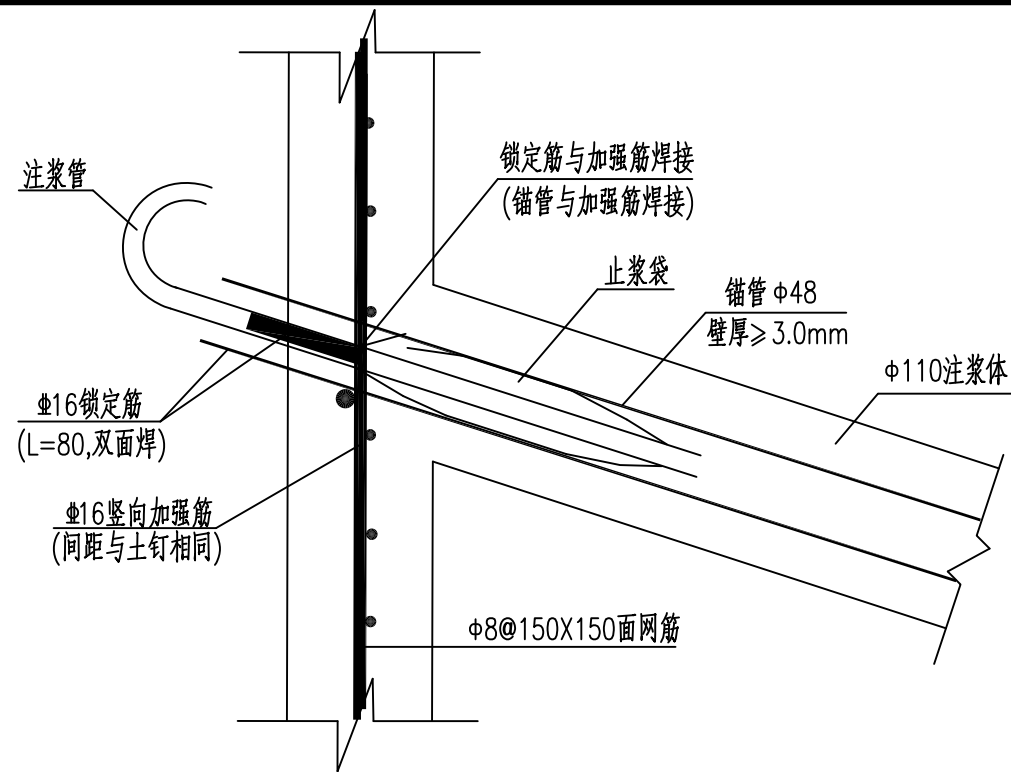 注浆管
锁定筋与加强筋焊接
(锚管与加强筋焊接)
止浆袋
锚管Φ48
壁厚≥3.0mm
Φ110注浆体
⌽16锁定筋
(L=80,双面焊)
⌽16竖向加强筋
(间距与土钉相同)
Φ8@150X150面网筋